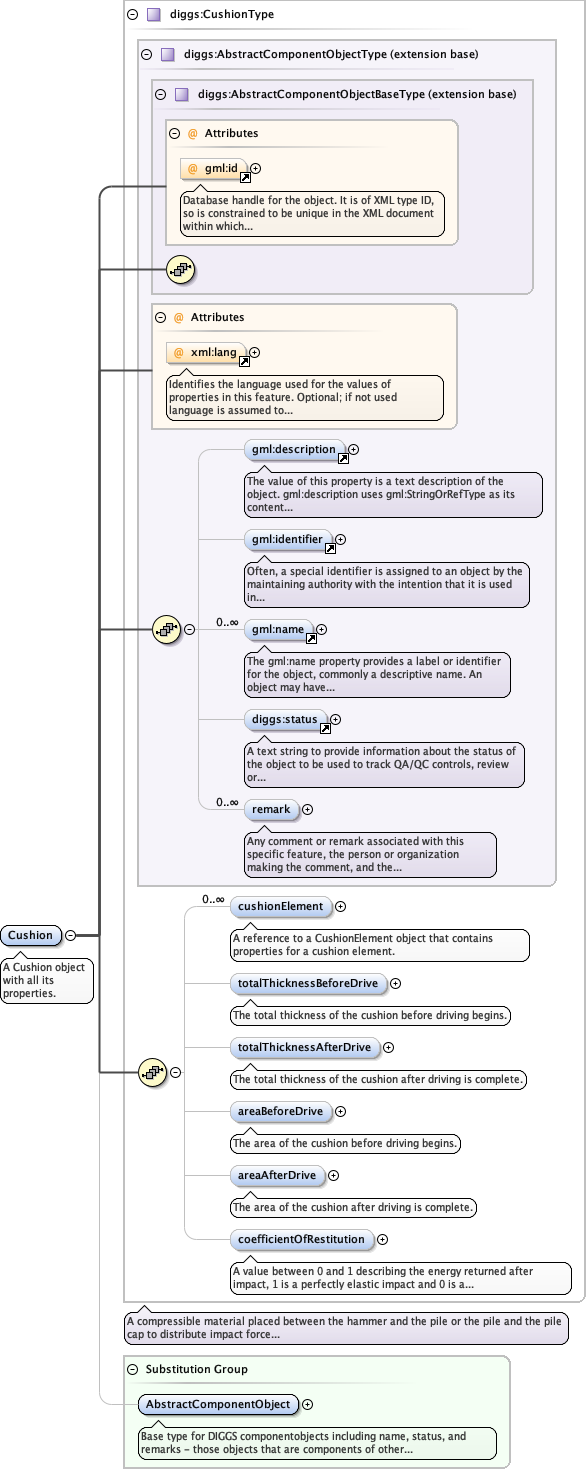 diggs:CushionType
diggs:AbstractComponentObjectType (extension base)
diggs:AbstractComponentObjectBaseType (extension base)
@ Attributes
@ gml:id
Database handle for the object. It is of XML type ID,
so is constrained to be unique in the XML document
within which...
@ Attributes
@ xml:lang
Identifies the language used for the values of
properties in this feature. Optional; if not used
language is assumed to...
gml:description
The value of this property is a text description of the
object. gml:description uses gml:StringOrRefType as its
content...
gml:identifier
Often, a special identifier is assigned to an object by the
maintaining authority with the intention that it is used
in...
0..∞
gml:name
The gml:name property provides a label or identifier
for the object, commonly a descriptive name. An
object may have...
diggs:status
A text string to provide information about the status of
the object to be used to track QA/QC controls, review
or...
0..∞
remark
Any comment or remark associated with this
specific feature, the person or organization
making the comment, and the...
0..∞
cushionElement
A reference to a CushionElement object that contains
properties for a cushion element.
Cushion
A Cushion object
with all its
properties.
totalThicknessBeforeDrive
The total thickness of the cushion before driving begins.
totalThicknessAfterDrive
The total thickness of the cushion after driving is complete.
areaBeforeDrive
The area of the cushion before driving begins.
areaAfterDrive
The area of the cushion after driving is complete.
coefficientOfRestitution
A value between 0 and 1 describing the energy returned after
impact, 1 is a perfectly elastic impact and 0 is a...
A compressible material placed between the hammer and the pile or the pile and the pile
cap to distribute impact force...
Substitution Group
AbstractComponentObject
Base type for DIGGS componentobjects including name, status, and
remarks - those objects that are components of other...